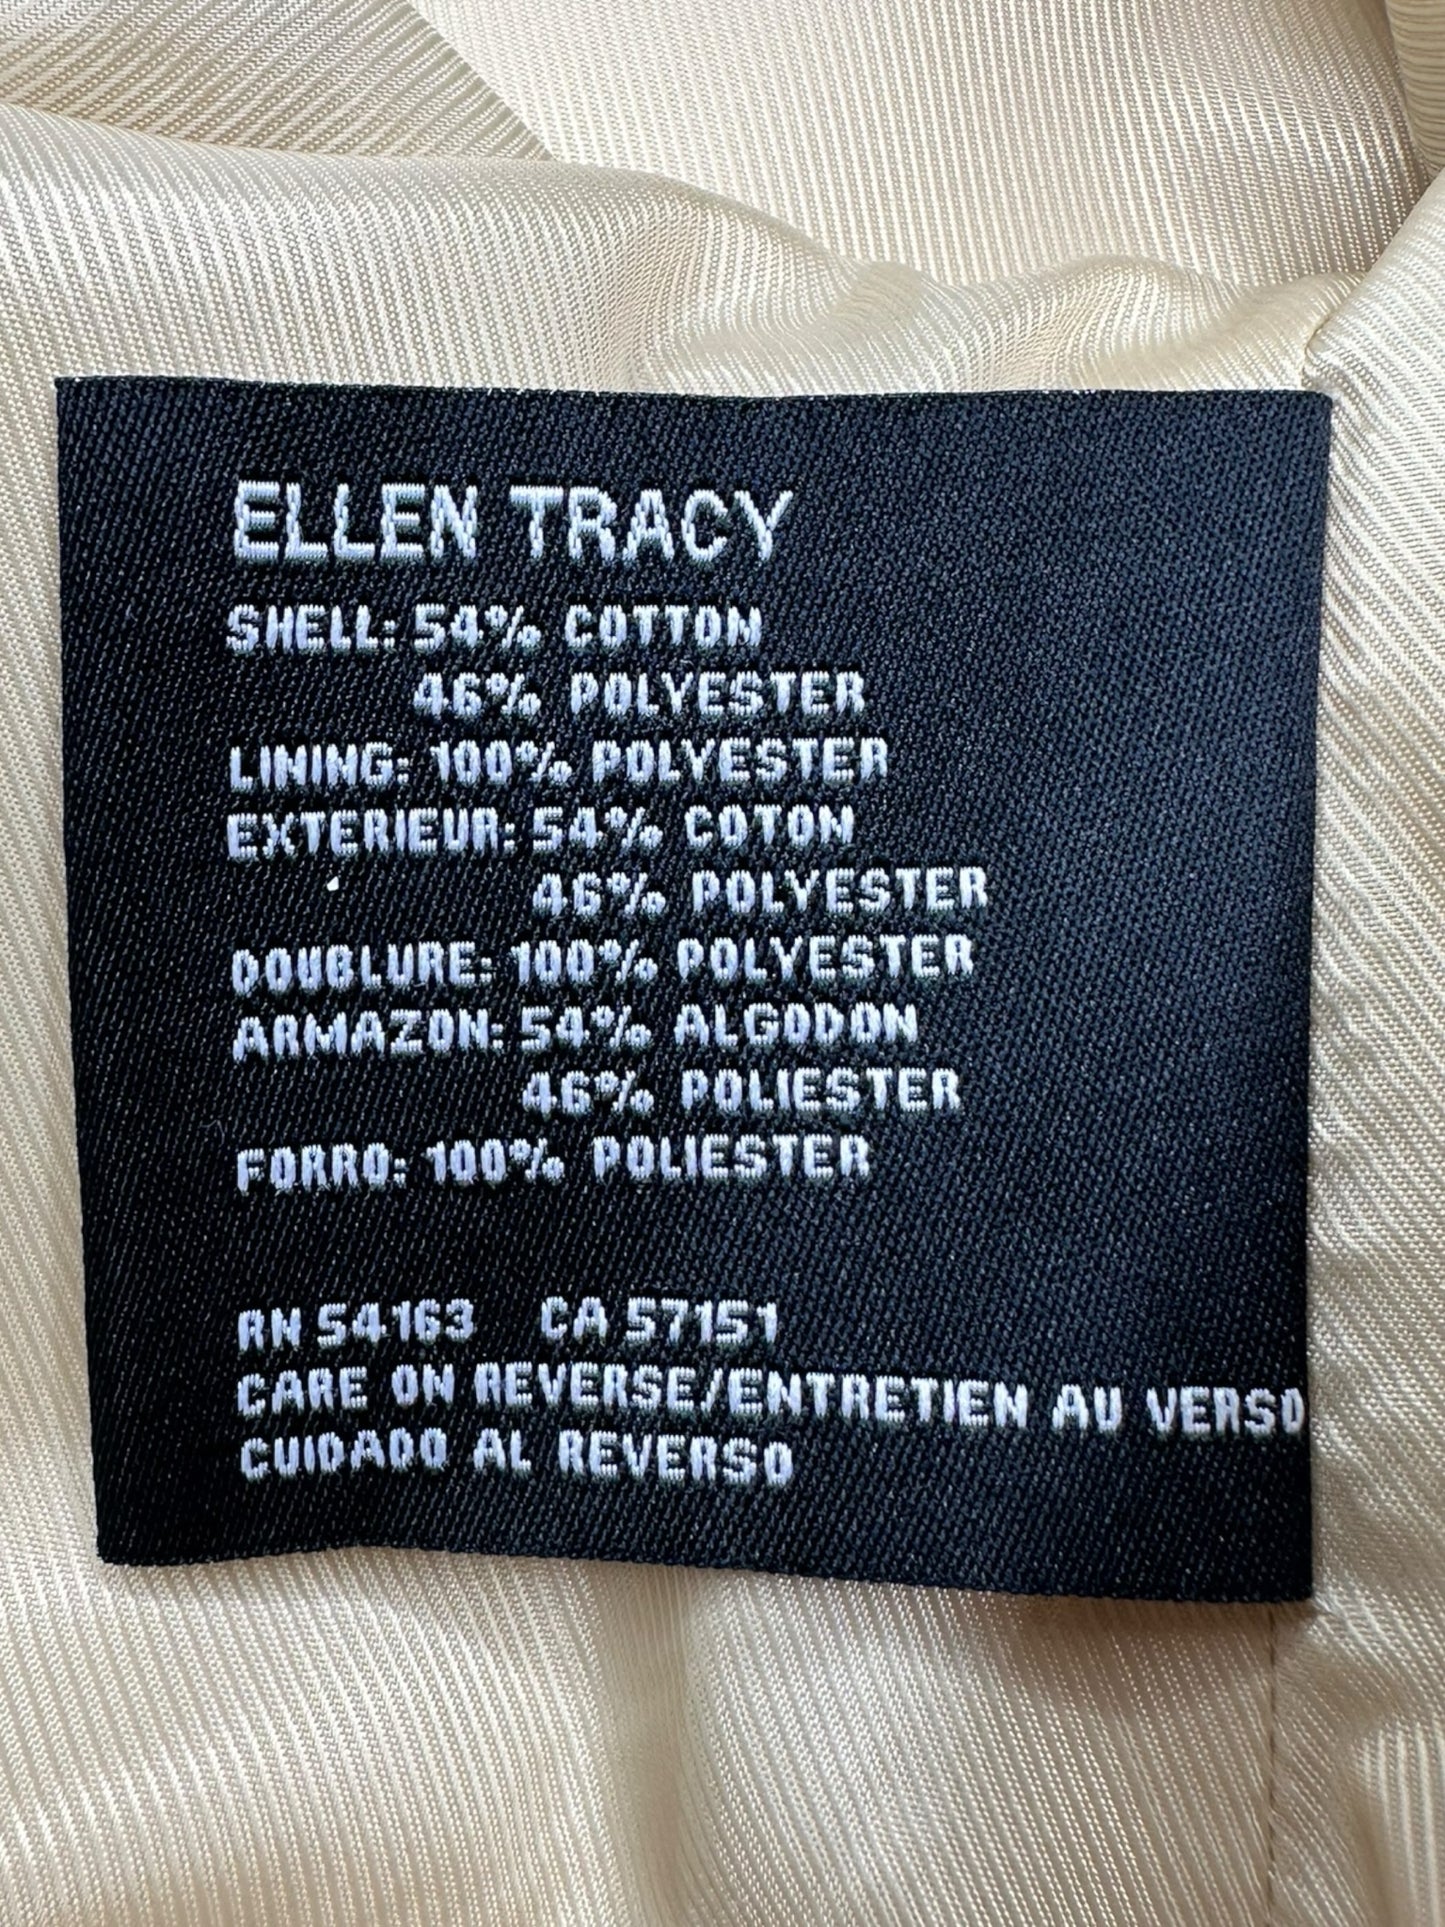 ELLEN TRACY
SHELL: 54% COTTON
46% POLYESTER
LINING: 100% POLYESTER
EXTERIEUR: 54% COTON
46% POLYESTER
DOUBLURE: 100% POLYESTER
ARMAZON: 54% ALGODON
46% POLIESTER
FORRO: 100% POLIESTER
RN 54163 CA 57151
CARE ON REVERSE/ENTRETIEN AU VERSO
CUIDADO AL REVERSO